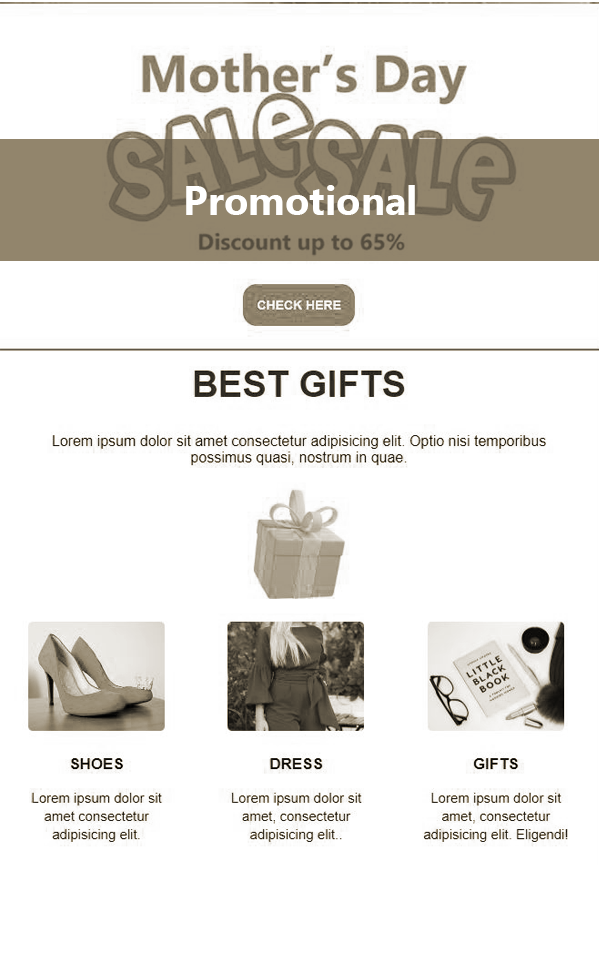 Mother's Day
SALE SALE
Promotional
Discount up to 65%
CHECK HERE
BEST GIFTS
Lorem ipsum dolor sit amet consectetur adipisicing elit. Optio nisi temporibus
possimus quasi, nostrum in quae.
LITTLE
BLACK
BOOK
SHOES
DRESS
GIFTS
Lorem ipsum dolor sit
amet consectetur
adipisicing elit.
Lorem ipsum dolor sit
amet, consectetur
adipisicing elit..
Lorem ipsum dolor sit
amet, consectetur
adipisicing elit. Eligendi!